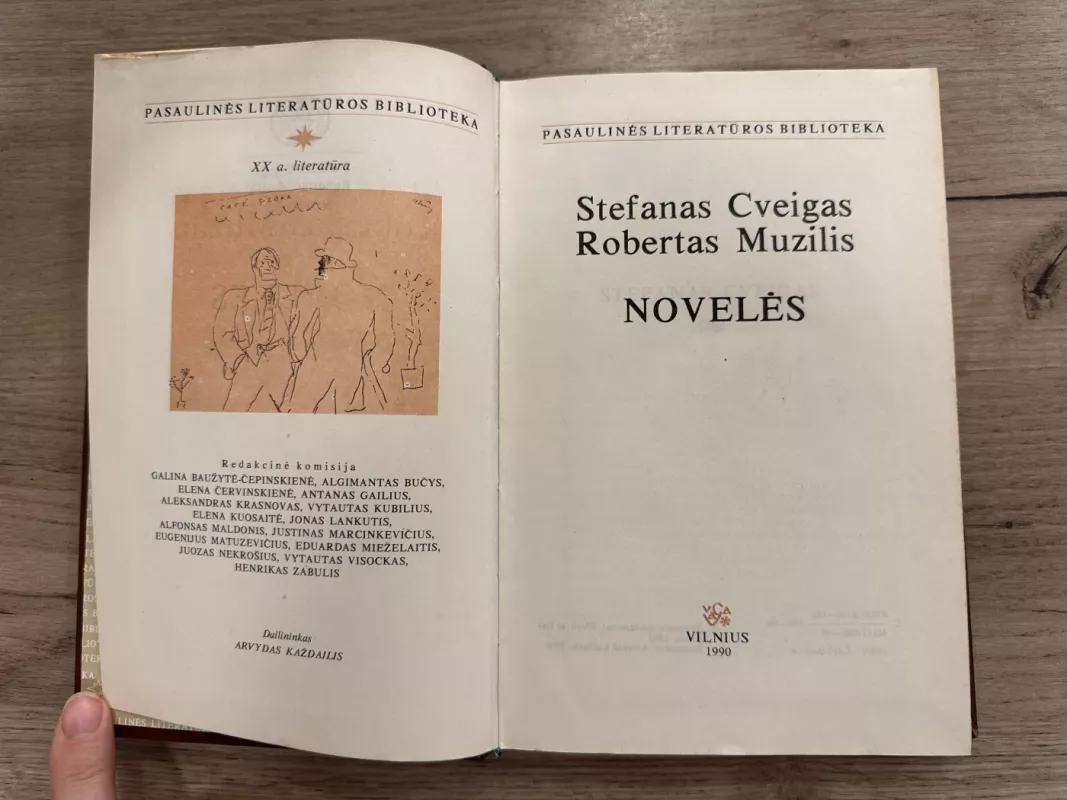 PASAULINĖS LITERATŪROS BIBLIOTEKA
XX a. literatūra
Redakcinė komisija
GALINA BAUŽYTĖ-ČEPINSKIENĖ, ALGIMANTAS BUČYS,
ELENA ČERVINSKIENĖ, ANTANAS GAILIUS,
ALEKSANDRAS KRASNOVAS, VYTAUTAS KUBILIUS,
ELENA KUOSAITĖ, JONAS LANKUTIS,
ALFONSAS MALDONIS, JUSTINAS MARCINKEVIČIUS,
EUGENIJUS MATUZEVIČIUS, EDUARDAS MIEŽELAITIS,
JUOZAS NEKROŠIUS, VYTAUTAS VISOCKAS,
HENRIKAS ZABULIS
Dailininkas
ARVYDAS KAŽDAILIS
PASAULINĖS LITERATŪROS BIBLIOTEKA
Stefanas Cveigas
Robertas Muzilis
NOVELĖS
VILNIUS
1990